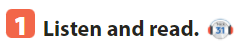 1 Listen and read. 31